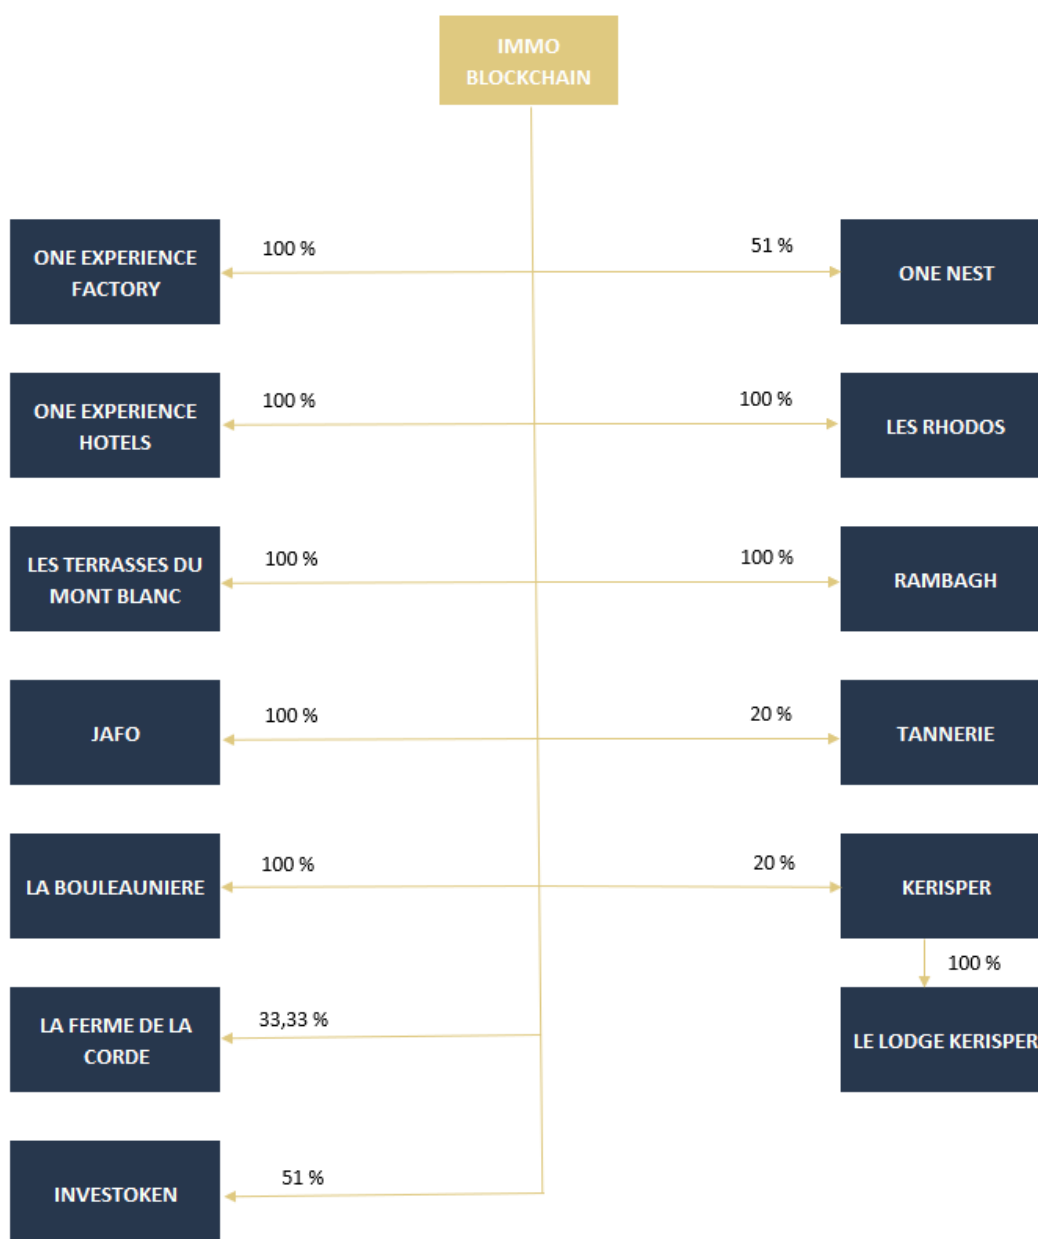 IMMO
BLOCKCHAIN
100 %
51 %
ONE EXPERIENCE
FACTORY
ONE NEST
100 %
100 %
ONE EXPERIENCE
HOTELS
LES RHODOS
100 %
100 %
LES TERRASSES DU
MONT BLANC
RAMBAGH
100 %
20 %
JAFO
TANNERIE
100 %
20 %
LA BOULEAUNIERE
KERISPER
100 %
33,33 %
LA FERME DE LA
CORDE
LE LODGE KERISPER
51 %
INVESTOKEN